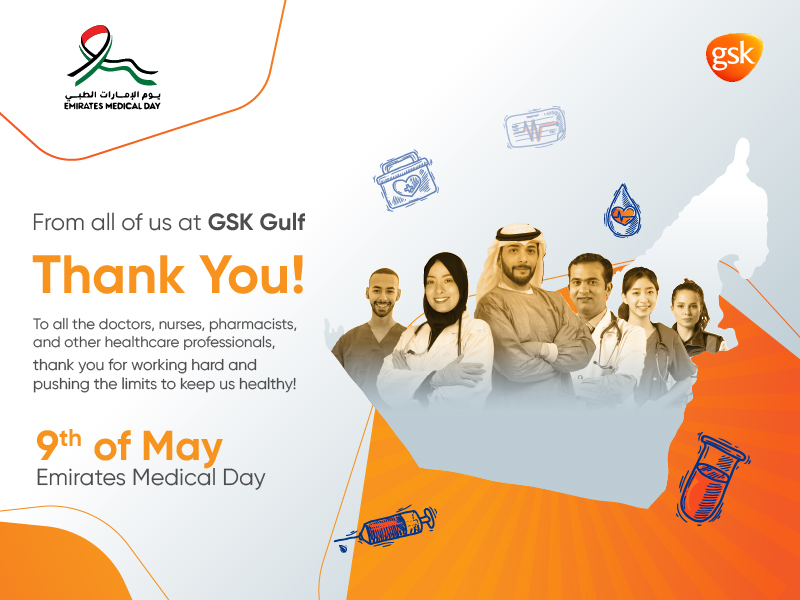 يوم الإمارات الطبي
EMIRATES MEDICAL DAY
gsk
From all of us at GSK Gulf
Thank You!
To all the doctors, nurses, pharmacists,
and other healthcare professionals,
thank you for working hard and
pushing the limits to keep us healthy!
9th of May
Emirates Medical Day